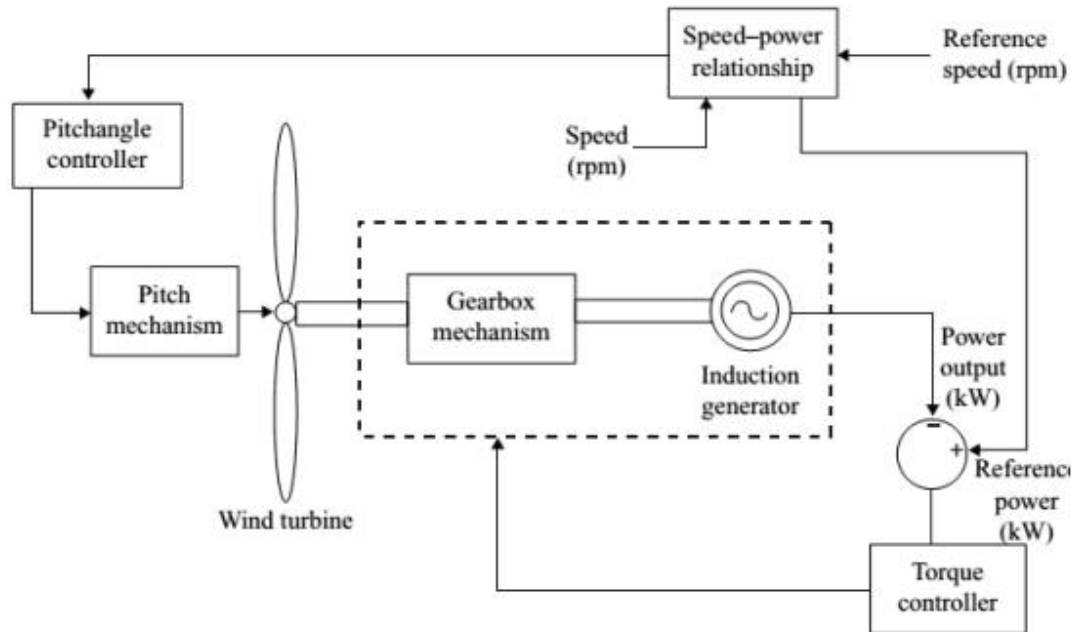 Speed–power
relationship
Reference
speed (rpm)
Pitchangle
controller
Speed
(rpm)
Pitch
mechanism
Gearbox
mechanism
Induction
generator
Power
output
(kW)
–
+
Reference
power
(kW)
Wind turbine
Torque
controller